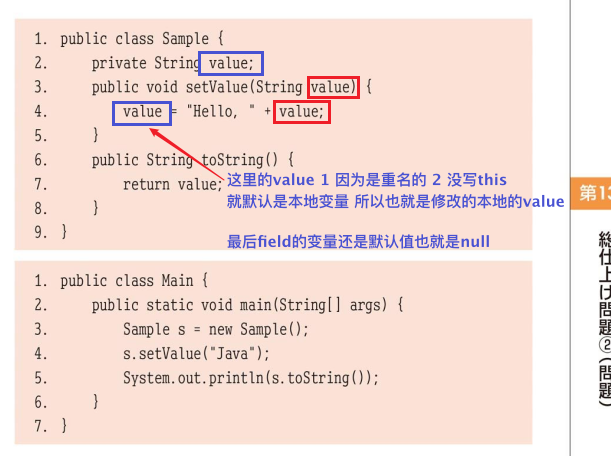 1. public class Sample {
2. private String value;
3. public void setValue(String value) {
4. value = "Hello, " + value;
5. }
6. public String toString() {
7. return value;
8. }
9. }
这里的value 1 因为是重名的 2 没写this
就默认是本地变量 所以也就是修改的本地的value
最后field的变量还是默认值也就是null
1. public class Main {
2. public static void main(String[] args) {
3. Sample s = new Sample();
4. s.setValue("Java");
5. System.out.println(s.toString());
6. }
7. }
第13
総仕上げ問題②(問題)